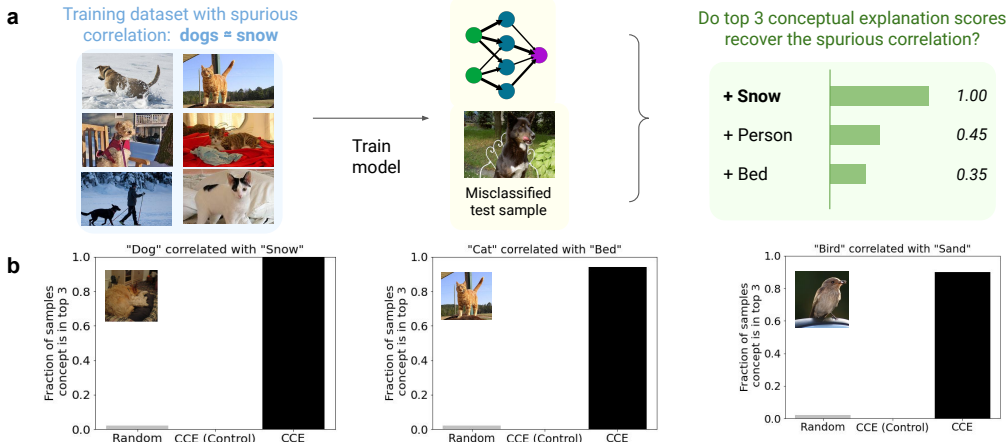 a
Training dataset with spurious
correlation: dogs = snow
Train
model
Misclassified
test sample
Do top 3 conceptual explanation scores
recover the spurious correlation?
+ Snow 1.00
+ Person 0.45
+ Bed 0.35
b
"Dog" correlated with "Snow"
Fraction of samples
concept is in top 3
1.0
0.8
0.6
0.4
0.2
0.0
Random CCE (Control) CCE
"Cat" correlated with "Bed"
Fraction of samples
concept is in top 3
1.0
0.8
0.6
0.4
0.2
0.0
Random CCE (Control) CCE
"Bird" correlated with "Sand"
Fraction of samples
concept is in top 3
1.0
0.8
0.6
0.4
0.2
0.0
Random CCE (Control) CCE